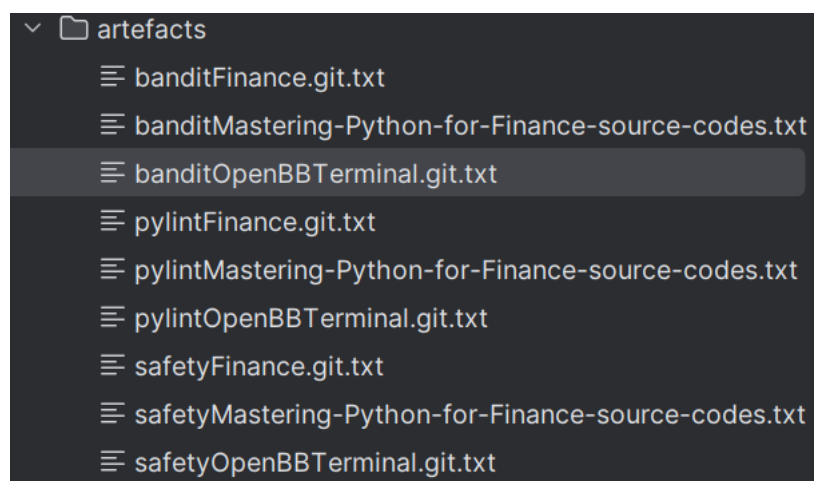 artefacts
banditFinance.git.txt
banditMastering-Python-for-Finance-source-codes.txt
banditOpenBBTerminal.git.txt
pylintFinance.git.txt
pylintMastering-Python-for-Finance-source-codes.txt
pylintOpenBBTerminal.git.txt
safetyFinance.git.txt
safetyMastering-Python-for-Finance-source-codes.txt
safetyOpenBBTerminal.git.txt